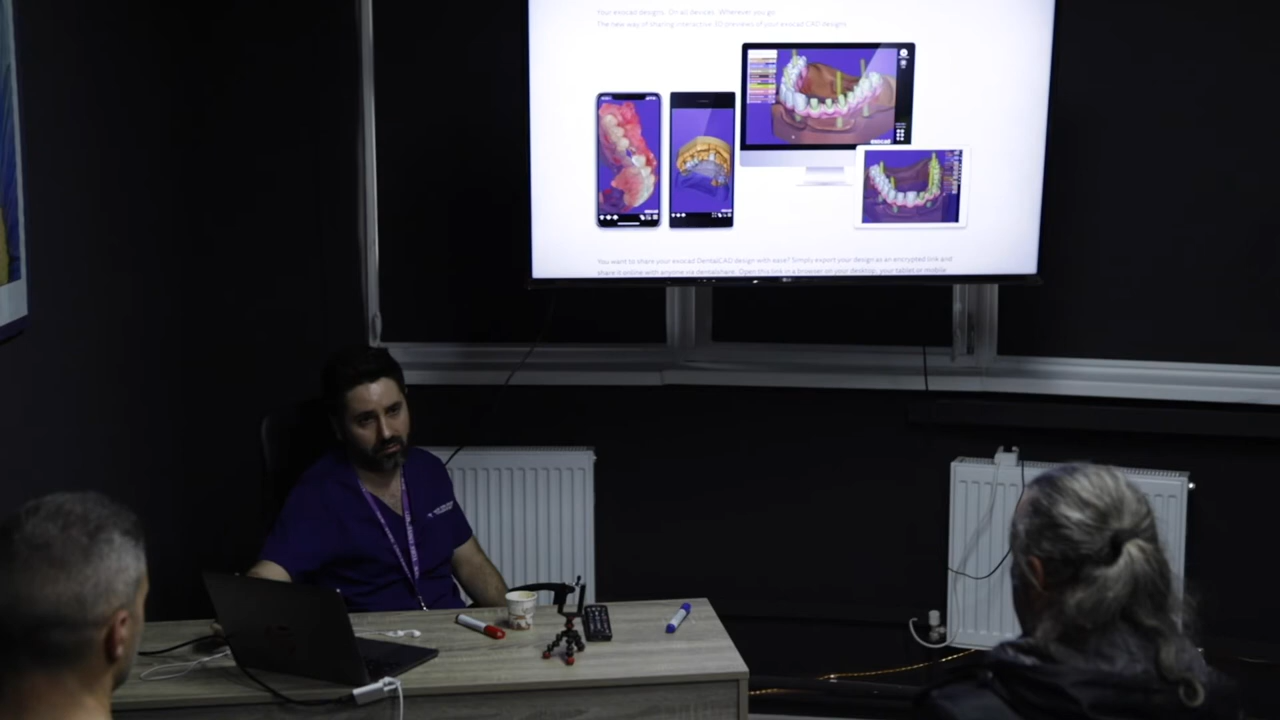 Your exocad designs. On all devices. Wherever you go.
The new way of sharing interactive 3D previews of your exocad CAD designs.
exocad
You want to share your exocad DentalCAD design with ease? Simply export your design as an encrypted link and
share it online with anyone via dentalshare. Open this link in a browser on your desktop, your tablet or mobile